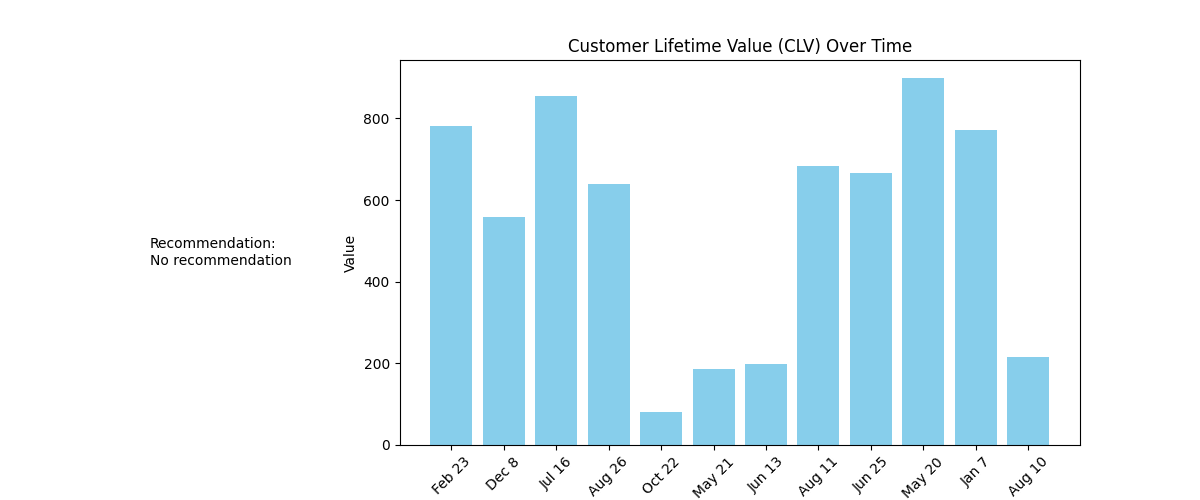 Customer Lifetime Value (CLV) Over Time
800
600
400
200
0
Value
Recommendation:
No recommendation
Feb 23
Dec 8
Jul 16
Aug 26
Oct 22
May 21
Jun 13
Aug 11
Jun 25
May 20
Jan 7
Aug 10